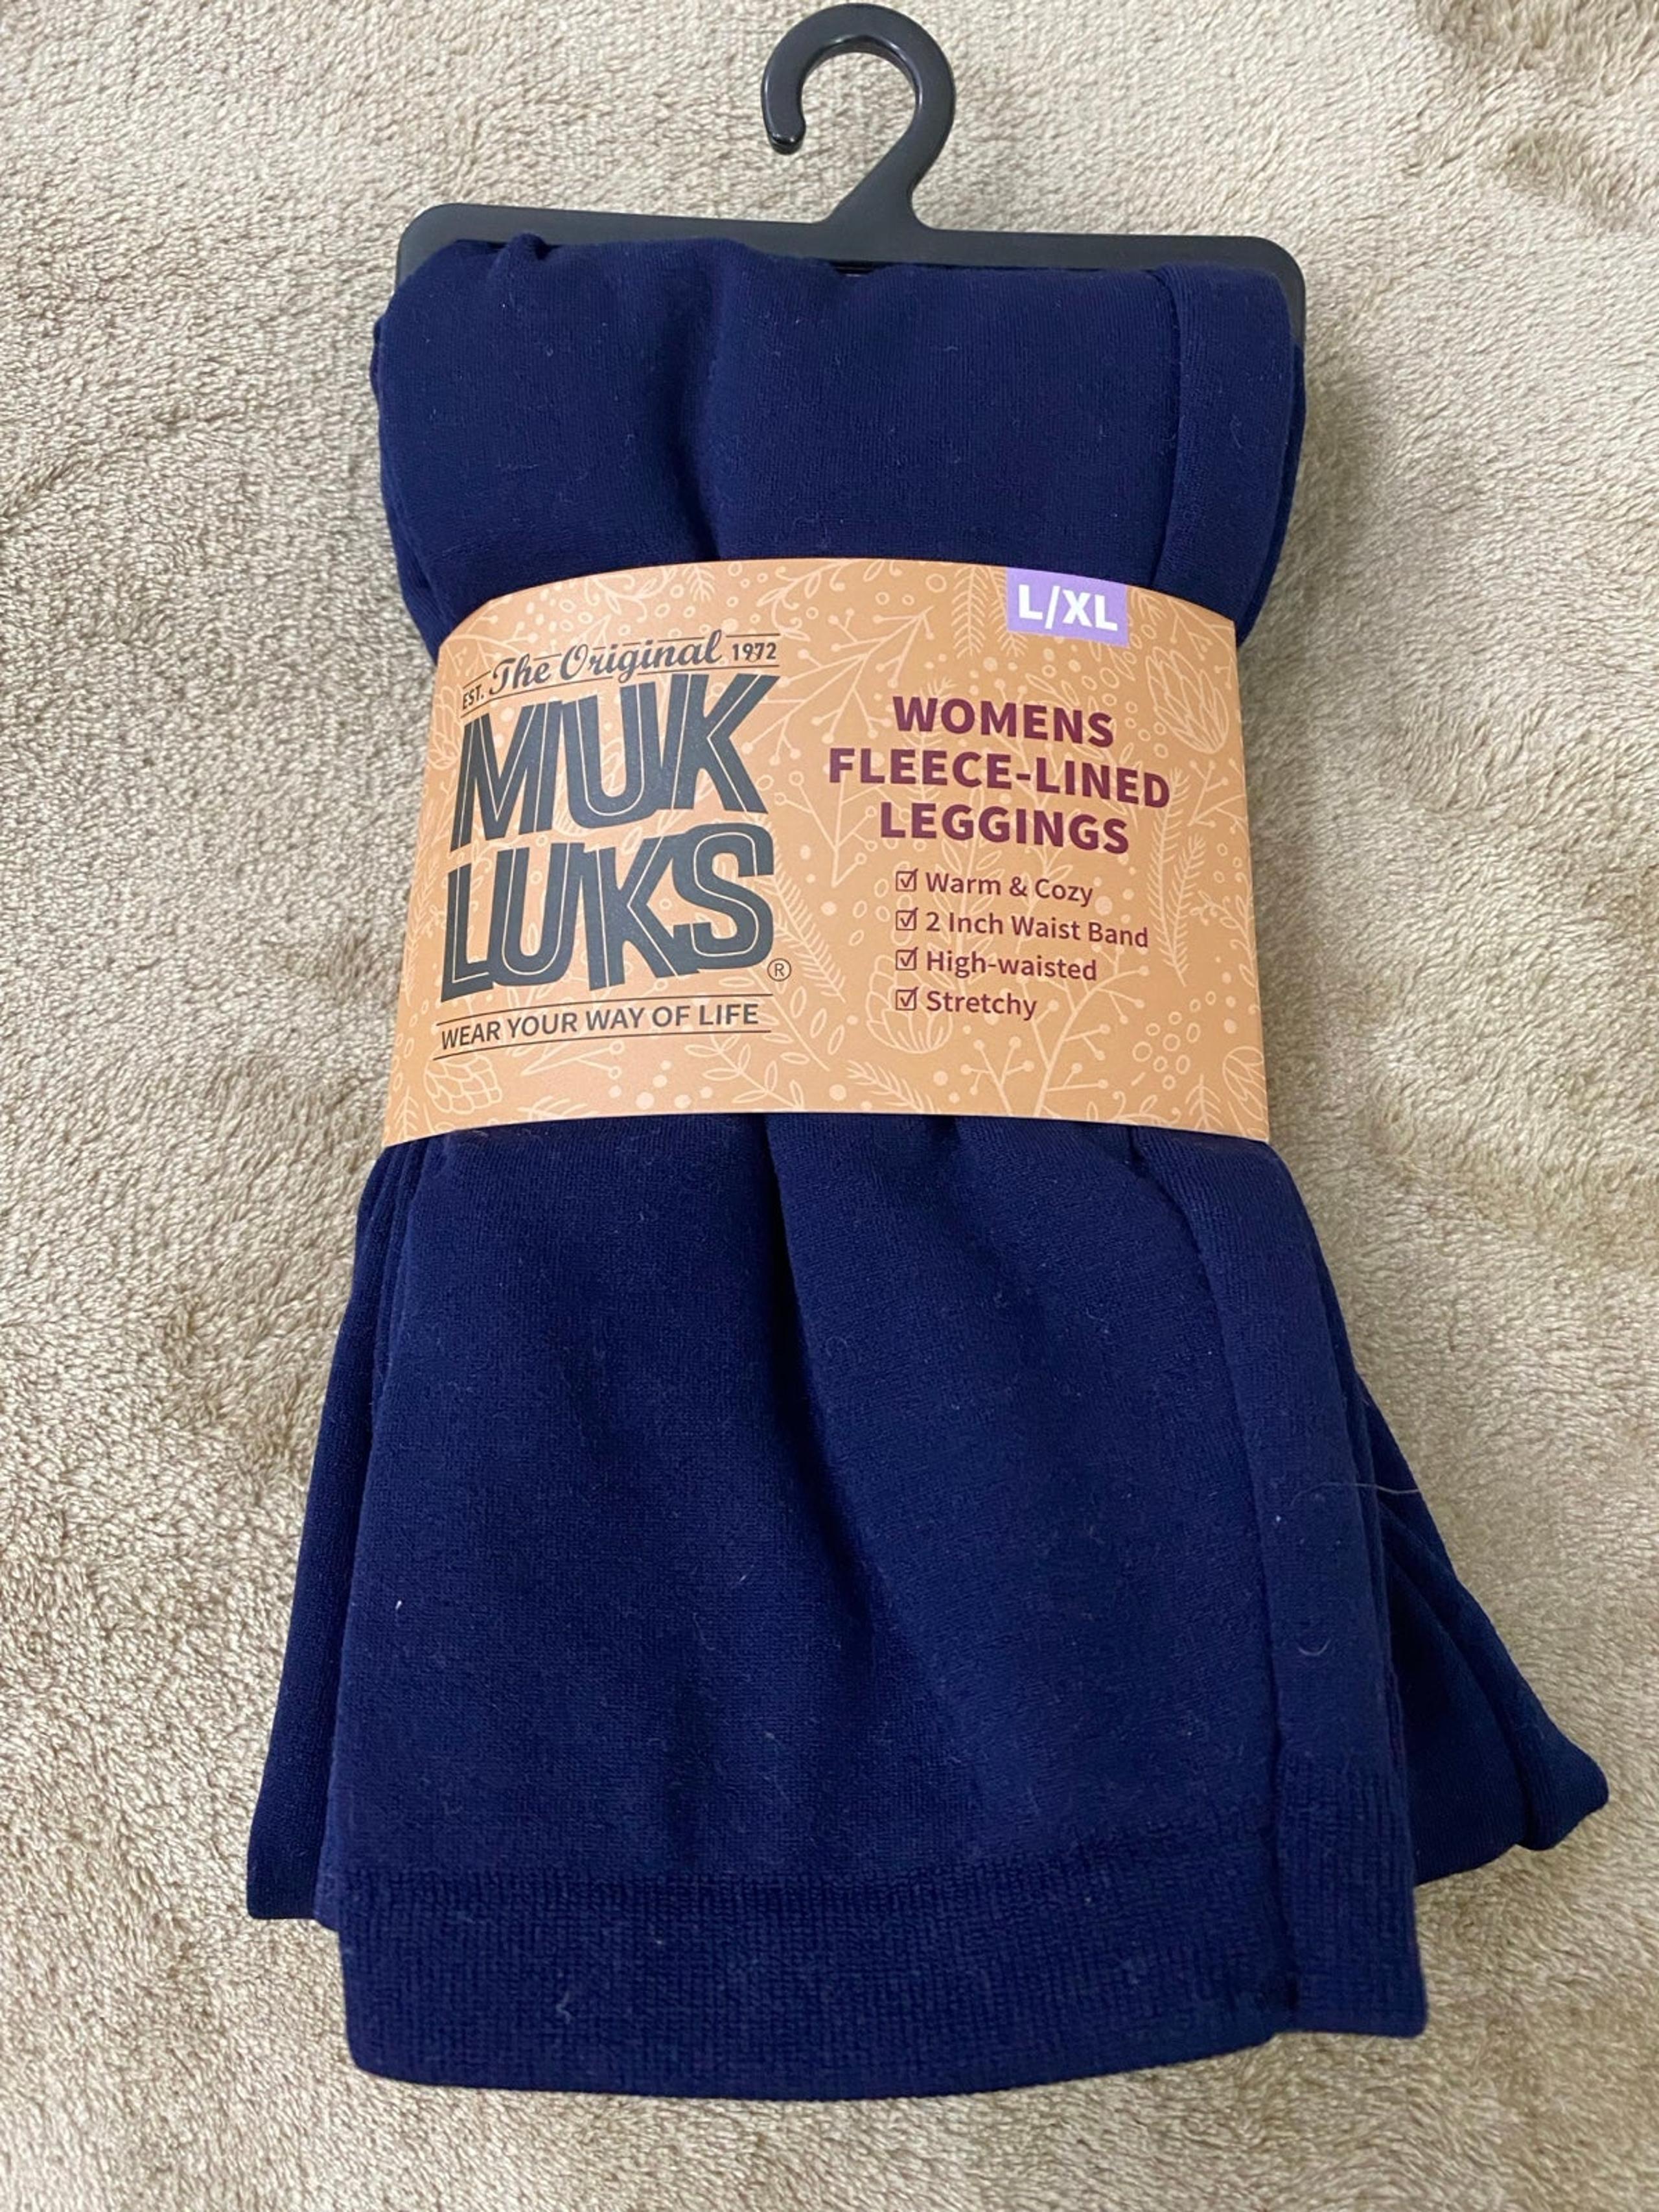 L/XL
EST. The Original 1972
MUK
LUKS®
WEAR YOUR WAY OF LIFE
WOMENS
FLEECE-LINED
LEGGINGS
☑ Warm & Cozy
☑ 2 Inch Waist Band
☑ High-waisted
☑ Stretchy